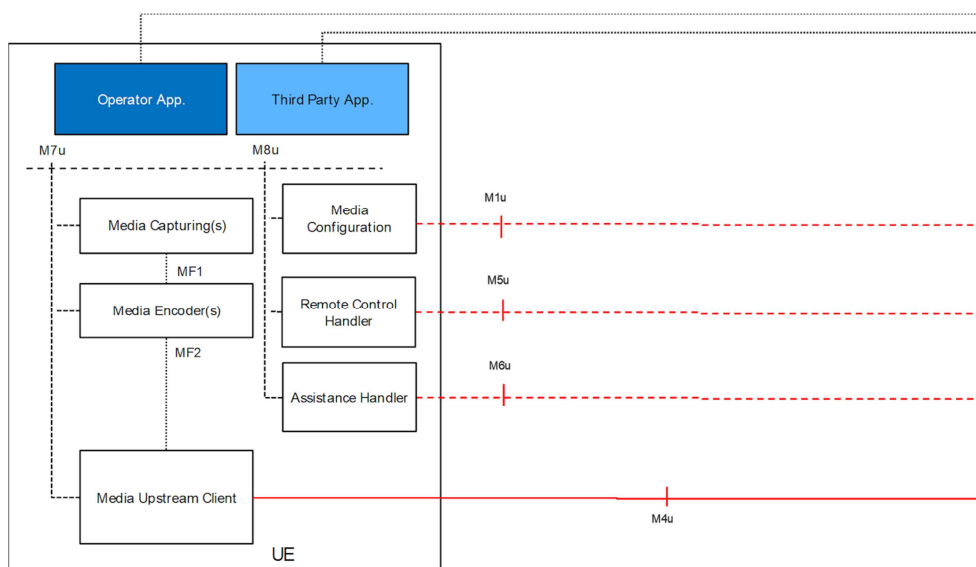 Operator App.
Third Party App.
M7u
M8u
Media Capturing(s)
Media
Configuration
M1u
MF1
Media Encoder(s)
Remote Control
Handler
M5u
MF2
Assistance Handler
M6u
Media Upstream Client
M4u
UE